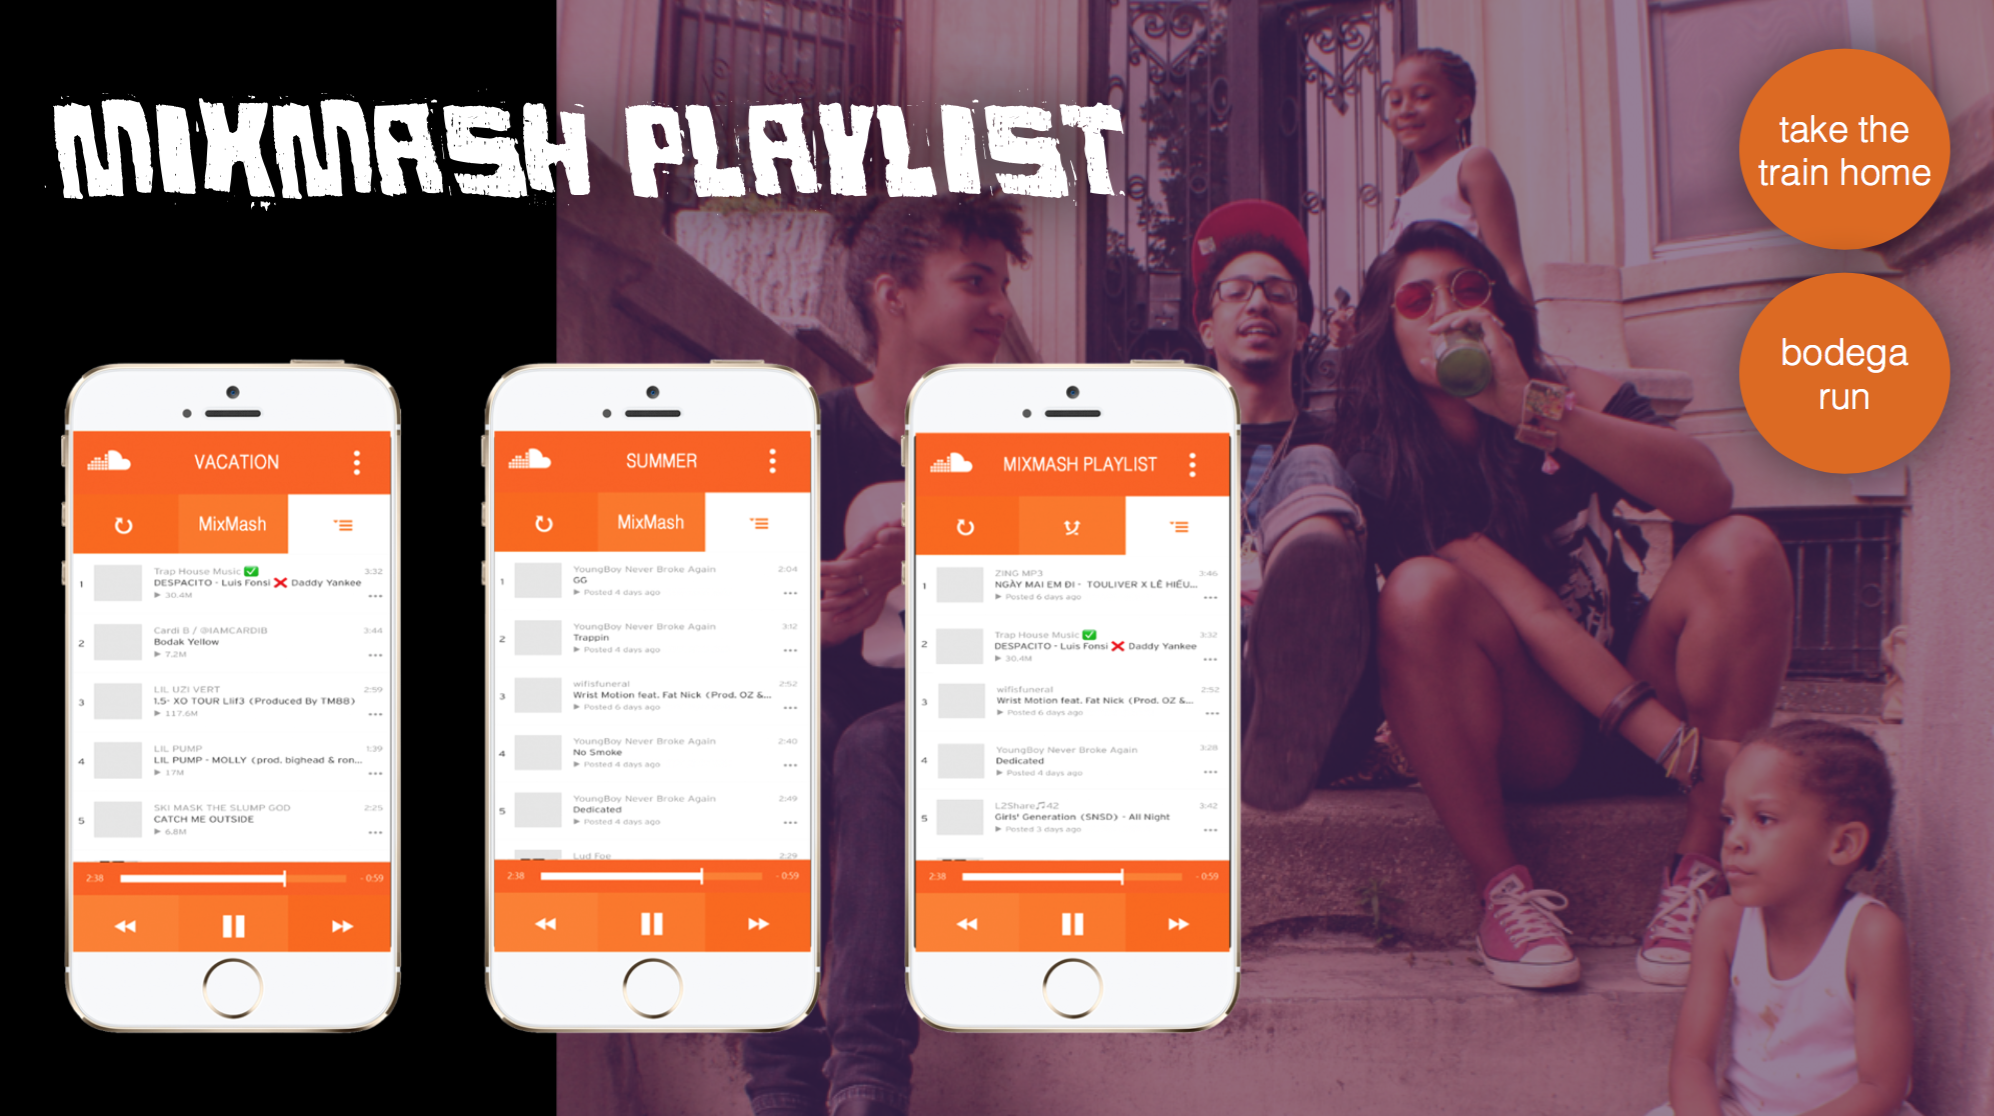 MIXMASH PLAYLIST
take the
train home
bodega
run
VACATION
MixMash
1
Trap House Music ✅
3:32
DESPACITO - Luis Fonsi ❌ Daddy Yankee
▶ 30.4M
2
Cardi B / @IAMCARDIB
3:44
Bodak Yellow
▶ 7.2M
3
LIL UZI VERT
2:59
1.5- XO TOUR Llif3 (Produced By TM88)
▶ 117.6M
4
LIL PUMP
1:39
LIL PUMP - MOLLY (prod. bighead & ron...
▶ 17M
5
SKI MASK THE SLUMP GOD
2:25
CATCH ME OUTSIDE
▶ 6.8M
2:38
- 0:59
SUMMER
MixMash
1
YoungBoy Never Broke Again
2:04
GG
▶ Posted 4 days ago
2
YoungBoy Never Broke Again
3:12
Trappin
▶ Posted 4 days ago
3
wifisfuneral
2:52
Wrist Motion feat. Fat Nick (Prod. OZ &...
▶ Posted 6 days ago
4
YoungBoy Never Broke Again
2:40
No Smoke
▶ Posted 4 days ago
5
YoungBoy Never Broke Again
2:49
Dedicated
▶ Posted 4 days ago
Lud Foe
2:29
2:38
- 0:59
MIXMASH PLAYLIST
1
ZING MP3
3:46
NGÀY MAI EM ĐI - TOULIVER X LÊ HIẾU...
▶ Posted 6 days ago
2
Trap House Music ✅
3:32
DESPACITO - Luis Fonsi ❌ Daddy Yankee
▶ 30.4M
3
wifisfuneral
2:52
Wrist Motion feat. Fat Nick (Prod. OZ &...
▶ Posted 6 days ago
4
YoungBoy Never Broke Again
3:28
Dedicated
▶ Posted 4 days ago
5
L2Share♫42
3:42
Girls' Generation (SNSD) - All Night
▶ Posted 3 days ago
2:38
- 0:59